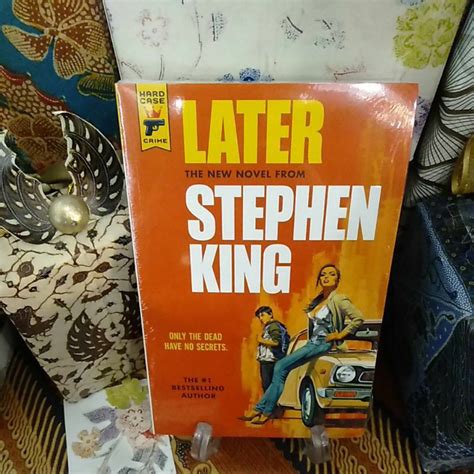 HARD
CASE
CRIME
LATER
THE NEW NOVEL FROM
STEPHEN
KING
ONLY THE DEAD
HAVE NO SECRETS.
THE #1
BESTSELLING
AUTHOR